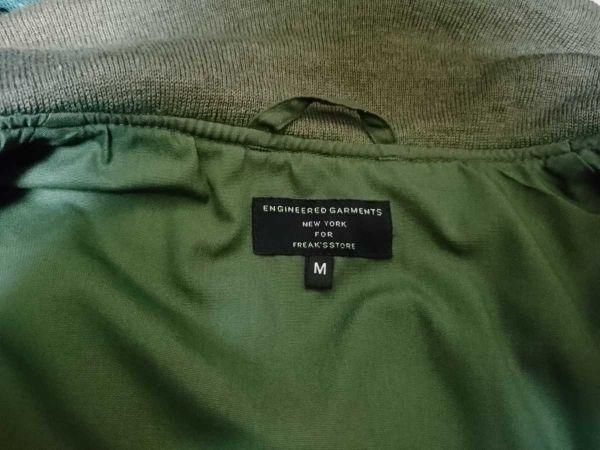 ENGINEERED GARMENTS
NEW YORK
FOR
FREAK'S STORE
M